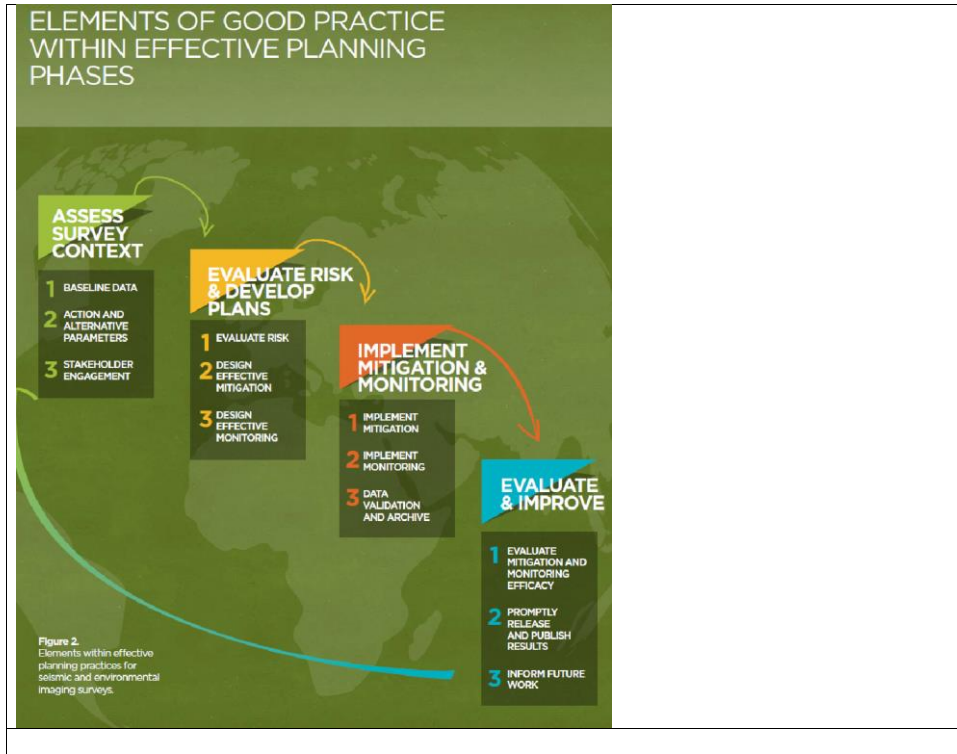 ELEMENTS OF GOOD PRACTICE
WITHIN EFFECTIVE PLANNING
PHASES
ASSESS
SURVEY
CONTEXT
1 BASELINE DATA
2 ACTION AND
ALTERNATIVE
PARAMETERS
3 STAKEHOLDER
ENGAGEMENT
EVALUATE RISK
& DEVELOP
PLANS
1 EVALUATE RISK
2 DESIGN
EFFECTIVE
MITIGATION
3 DESIGN
EFFECTIVE
MONITORING
IMPLEMENT
MITIGATION &
MONITORING
1 IMPLEMENT
MITIGATION
2 IMPLEMENT
MONITORING
3 DATA
VALIDATION
AND ARCHIVE
EVALUATE
& IMPROVE
1 EVALUATE
MITIGATION AND
MONITORING
EFFICACY
2 PROMPTLY
RELEASE
AND PUBLISH
RESULTS
3 INFORM FUTURE
WORK
Figure 2.
Elements within effective
planning practices for
seismic and environmental
imaging surveys.